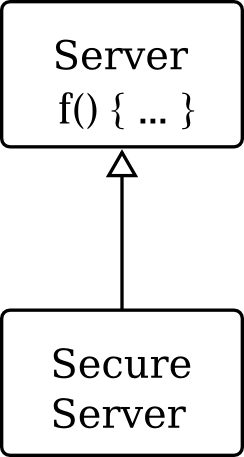 Server
f() { ... }
Secure
Server